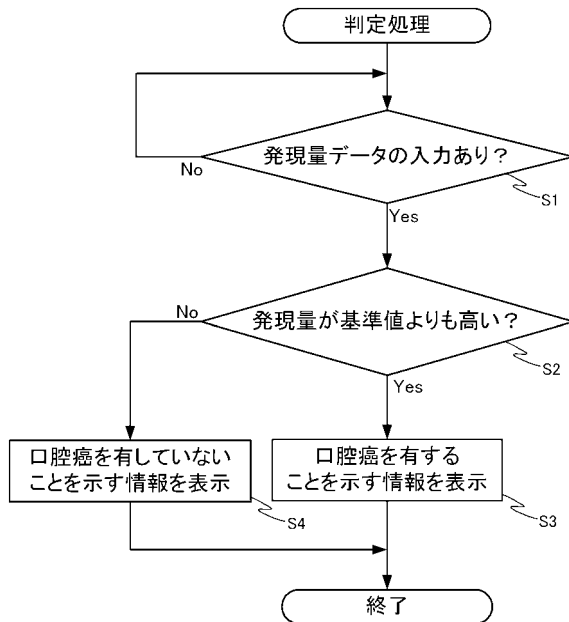 判定処理
発現量データの入力あり？
No
S1
Yes
発現量が基準値よりも高い？
No
S2
Yes
口腔癌を有していない
ことを示す情報を表示
S4
口腔癌を有する
ことを示す情報を表示
S3
終了